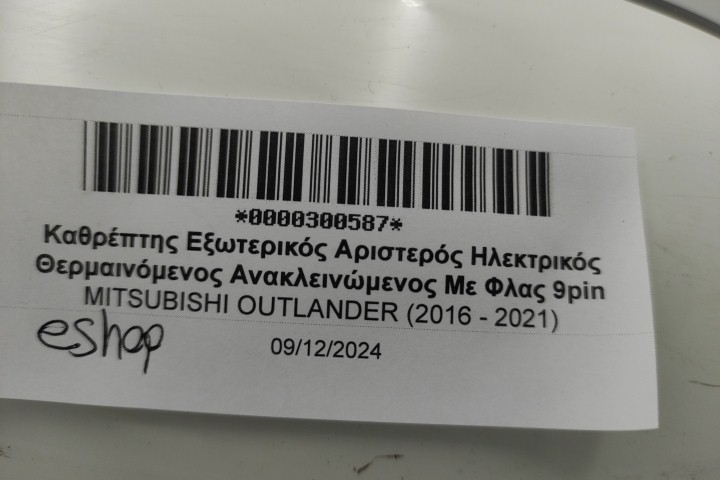 *0000300587*
Καθρέπτης Εξωτερικός Αριστερός Ηλεκτρικός
Θερμαινόμενος Ανακλεινώμενος Με Φλας 9pin
MITSUBISHI OUTLANDER (2016 - 2021)
eshop
09/12/2024